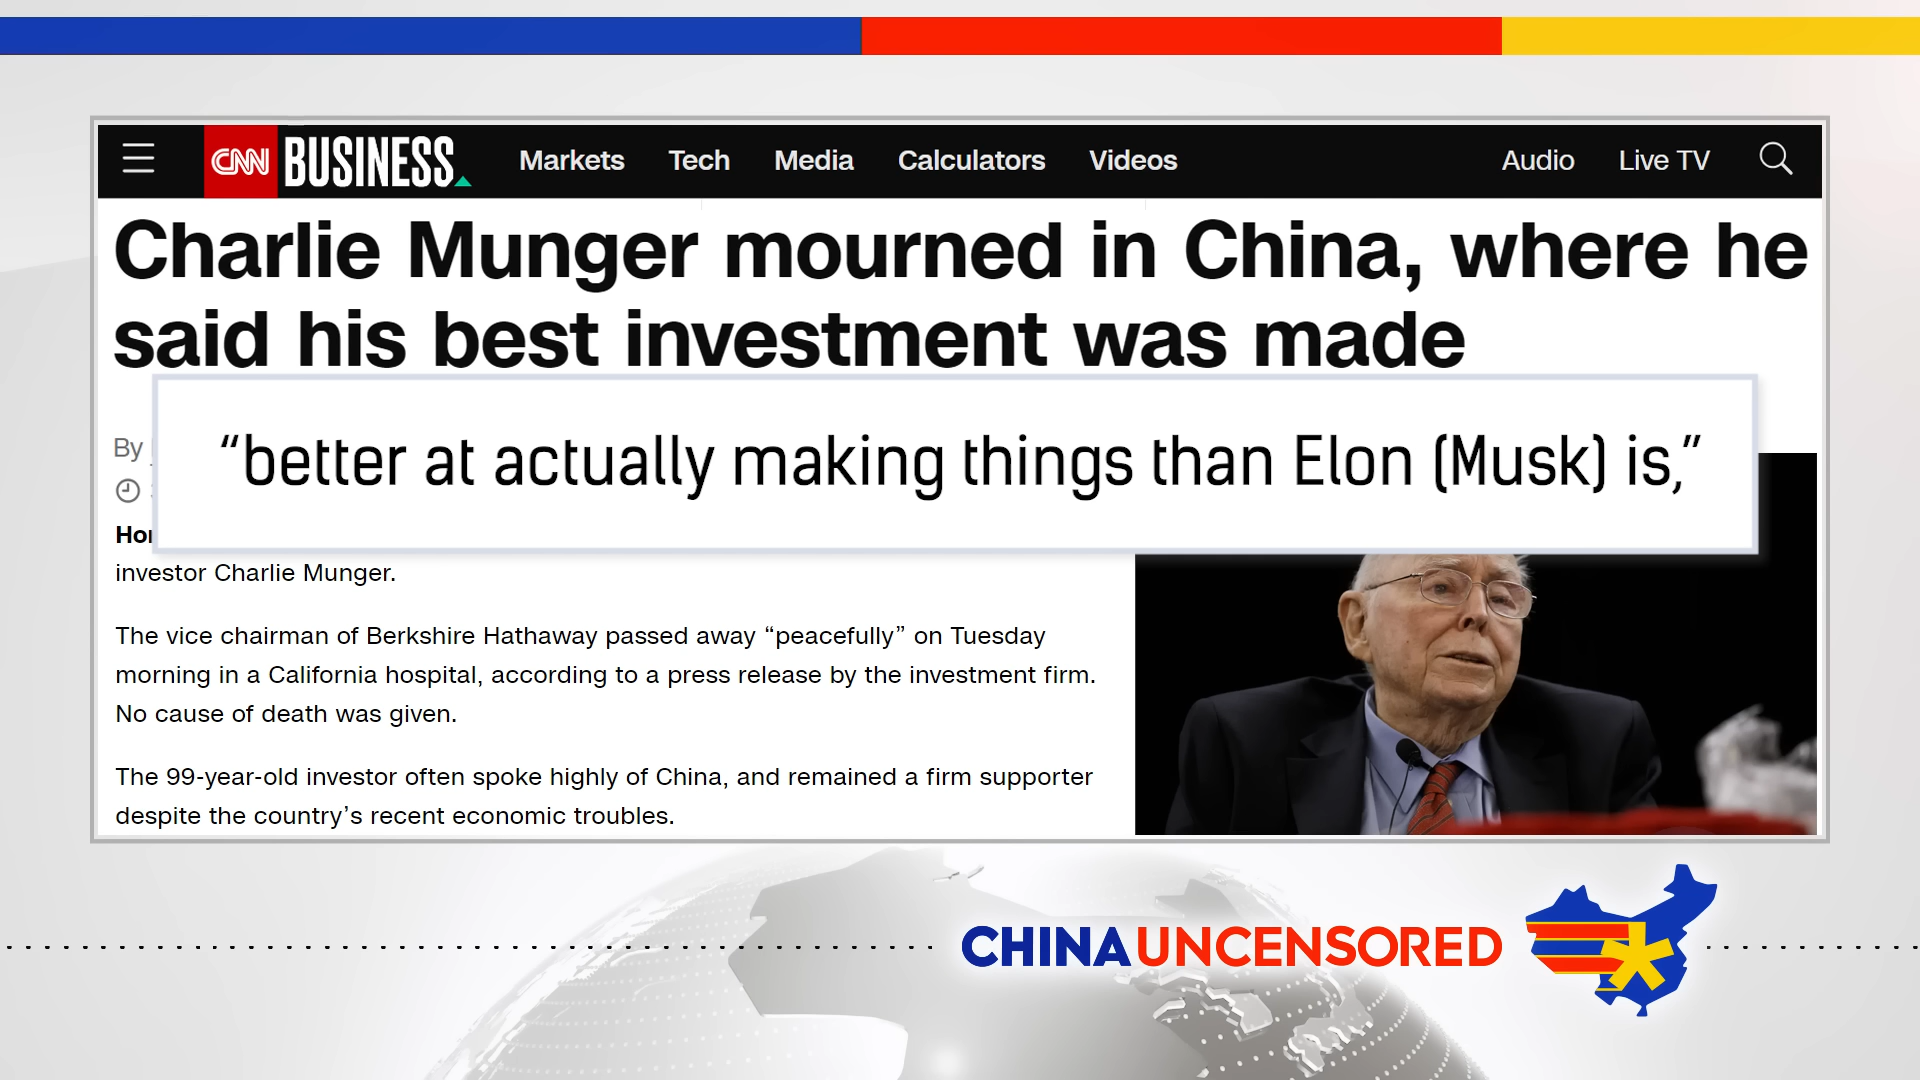 CNN BUSINESS Markets Tech Media Calculators Videos Audio Live TV
Charlie Munger mourned in China, where he
said his best investment was made
“better at actually making things than Elon (Musk) is,”
By
investor Charlie Munger.
The vice chairman of Berkshire Hathaway passed away “peacefully” on Tuesday
morning in a California hospital, according to a press release by the investment firm.
No cause of death was given.
The 99-year-old investor often spoke highly of China, and remained a firm supporter
despite the country’s recent economic troubles.
CHINA UNCENSORED